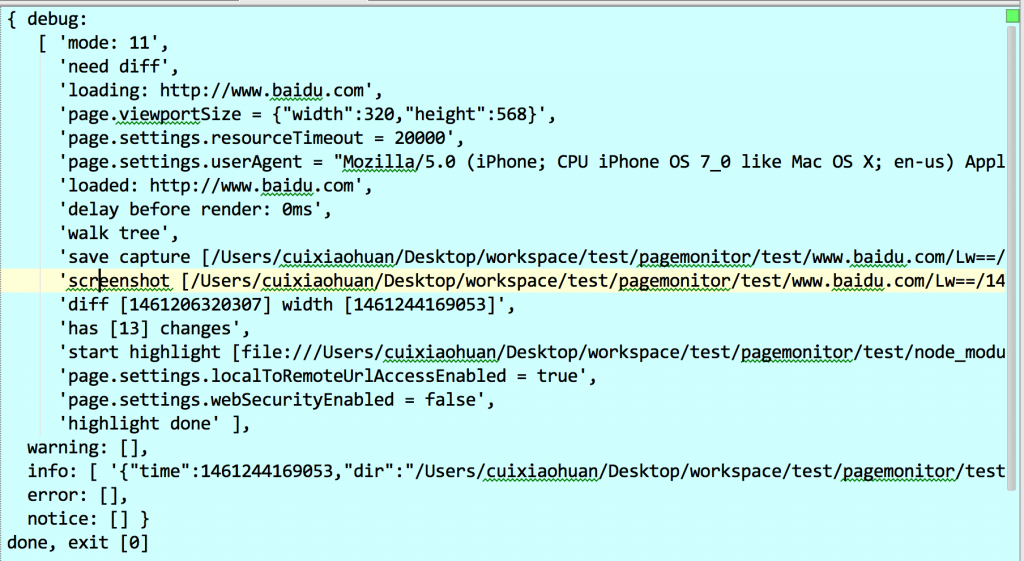 { debug:
[ 'mode: 11',
'need diff',
'loading: http://www.baidu.com',
'page.viewportSize = {"width":320,"height":568}',
'page.settings.resourceTimeout = 20000',
'page.settings.userAgent = "Mozilla/5.0 (iPhone; CPU iPhone OS 7_0 like Mac OS X; en-us) Appl
'loaded: http://www.baidu.com',
'delay before render: 0ms',
'walk tree',
'save capture [/Users/cuixiaohuan/Desktop/workspace/test/pagemonitor/test/www.baidu.com/Lw==/
'screenshot [/Users/cuixiaohuan/Desktop/workspace/test/pagemonitor/test/www.baidu.com/Lw==/14
'diff [1461206320307] width [1461244169053]',
'has [13] changes',
'start highlight [file:///Users/cuixiaohuan/Desktop/workspace/test/pagemonitor/test/node_modu
'page.settings.localToRemoteUrlAccessEnabled = true',
'page.settings.webSecurityEnabled = false',
'highlight done' ],
warning: [],
info: [ '{"time":1461244169053,"dir":"/Users/cuixiaohuan/Desktop/workspace/test/pagemonitor/test
error: [],
notice: [] }
done, exit [0]